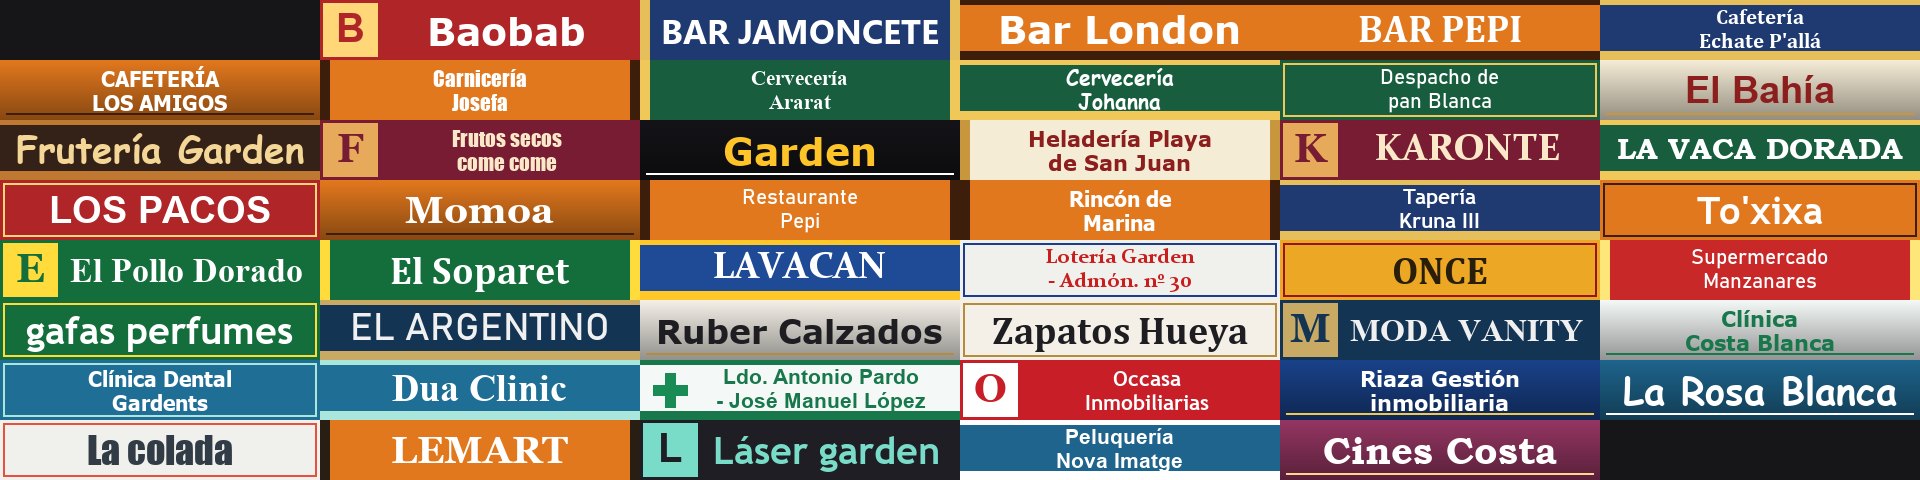 B Baobab
BAR JAMONCETE
Bar London
BAR PEPI
Cafetería
Echate P'allá
CAFETERÍA
LOS AMIGOS
Carnicería
Josefa
Cervecería
Ararat
Cervecería
Johanna
Despacho de
pan Blanca
El Bahía
Frutería Garden
F Frutos secos
come come
Garden
Heladería Playa
de San Juan
K KARONTE
LA VACA DORADA
LOS PACOS
Momoa
Restaurante
Pepi
Rincón de
Marina
Tapería
Kruna III
To'xixa
E El Pollo Dorado
El Soparet
LAVACAN
Lotería Garden
- Admón. nº 30
ONCE
Supermercado
Manzanares
gafas perfumes
EL ARGENTINO
Ruber Calzados
Zapatos Hueya
M MODA VANITY
Clínica
Costa Blanca
Clínica Dental
Gardents
Dua Clinic
Ldo. Antonio Pardo
- José Manuel López
O Occasa
Inmobiliarias
Riaza Gestión
inmobiliaria
La Rosa Blanca
La colada
LEMART
L Láser garden
Peluquería
Nova Imatge
Cines Costa